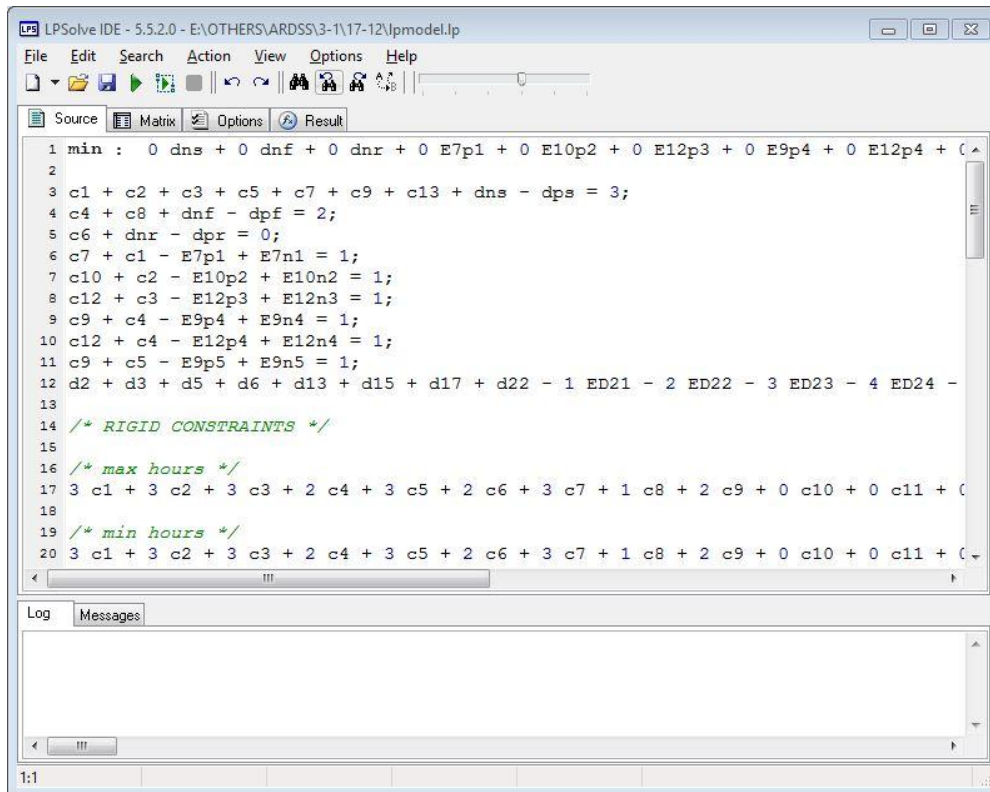 LPSolve IDE - 5.5.2.0 - E:\OTHERS\ARDSS\3-1\17-12\lpmodel.lp
File Edit Search Action View Options Help
Source Matrix Options Result
1 min : 0 dns + 0 dnf + 0 dnr + 0 E7p1 + 0 E10p2 + 0 E12p3 + 0 E9p4 + 0 E12p4 +
2
3 c1 + c2 + c3 + c5 + c7 + c9 + c13 + dns - dps = 3;
4 c4 + c8 + dnf - dpf = 2;
5 c6 + dnr - dpr = 0;
6 c7 + c1 - E7p1 + E7n1 = 1;
7 c10 + c2 - E10p2 + E10n2 = 1;
8 c12 + c3 - E12p3 + E12n3 = 1;
9 c9 + c4 - E9p4 + E9n4 = 1;
10 c12 + c4 - E12p4 + E12n4 = 1;
11 c9 + c5 - E9p5 + E9n5 = 1;
12 d2 + d3 + d5 + d6 + d13 + d15 + d17 + d22 - 1 ED21 - 2 ED22 - 3 ED23 - 4 ED24 -
13
14 /* RIGID CONSTRAINTS */
15
16 /* max hours */
17 3 c1 + 3 c2 + 3 c3 + 2 c4 + 3 c5 + 2 c6 + 3 c7 + 1 c8 + 2 c9 + 0 c10 + 0 c11 +
18
19 /* min hours */
20 3 c1 + 3 c2 + 3 c3 + 2 c4 + 3 c5 + 2 c6 + 3 c7 + 1 c8 + 2 c9 + 0 c10 + 0 c11 +
Log Messages
1:1